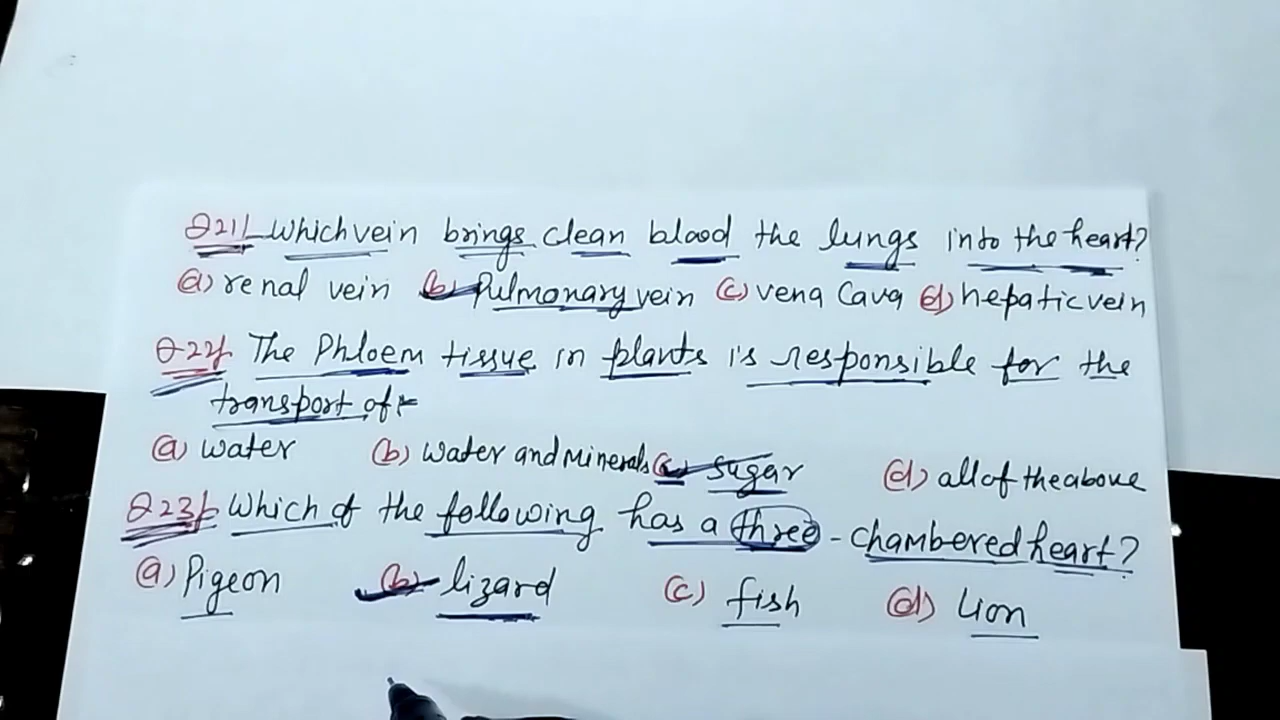 Q21/ Which vein brings clean blood the lungs into the heart?
(a) renal vein (b) Pulmonary vein (c) vena Cava (d) hepatic vein
Q22/ The Phloem tissue in plants is responsible for the
transport of:-
(a) water (b) water and Minerals (c) sugar (d) all of the above
Q23/ Which of the following has a three-chambered heart?
(a) Pigeon (b) lizard (c) fish (d) Lion